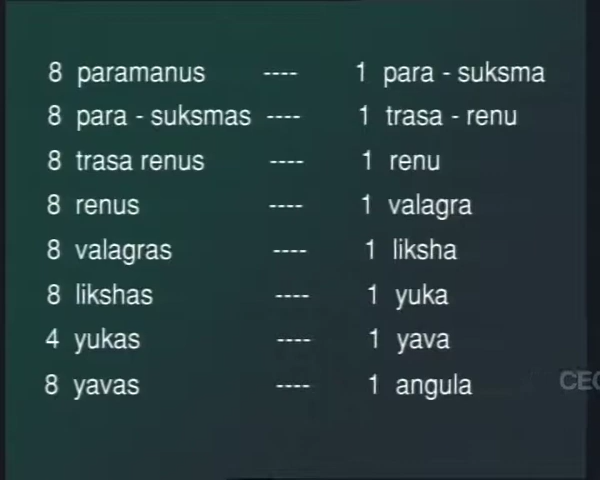 8 paramanus ---- 1 para - suksma
8 para - suksmas ---- 1 trasa - renu
8 trasa renus ---- 1 renu
8 renus ---- 1 valagra
8 valagras ---- 1 liksha
8 likshas ---- 1 yuka
4 yukas ---- 1 yava
8 yavas ---- 1 angula
CEC